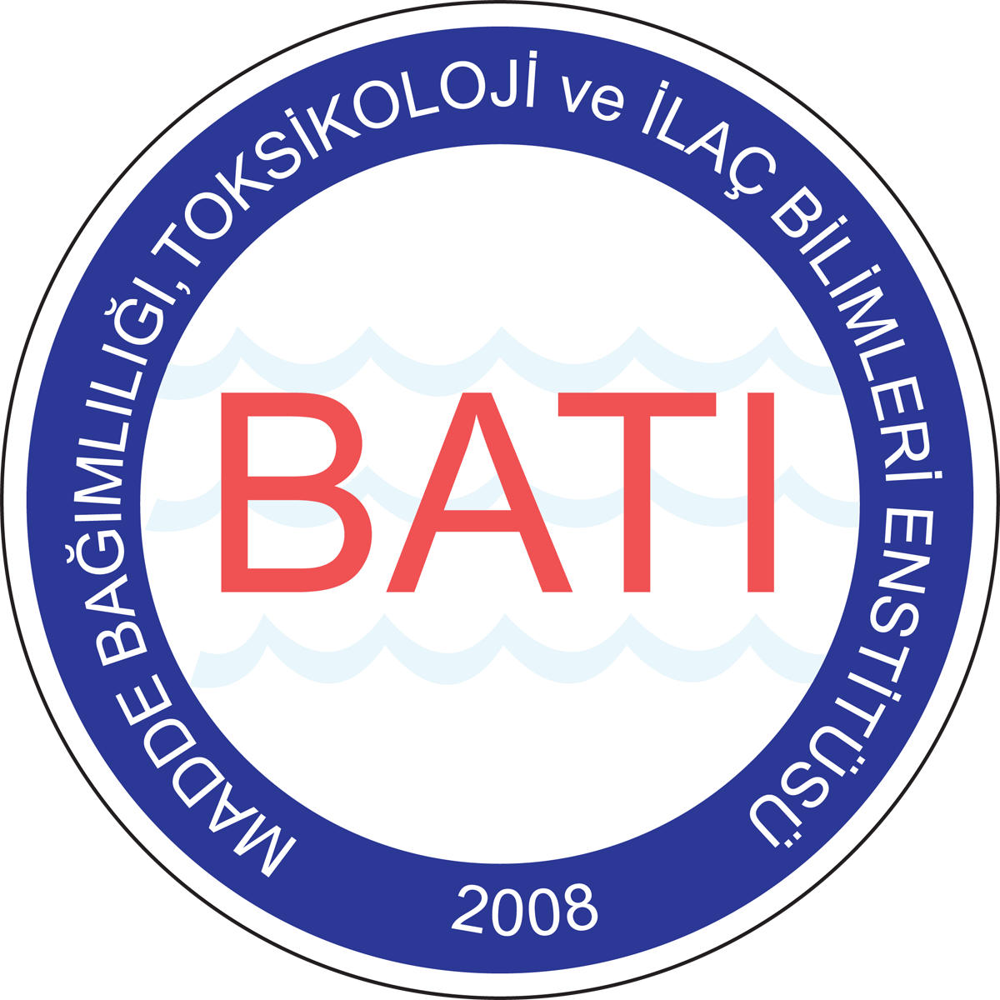 MADDE BAĞIMLILIĞI,TOKSİKOLOJİ ve İLAÇ BİLİMLERİ ENSTİTÜSÜ
BATI
2008